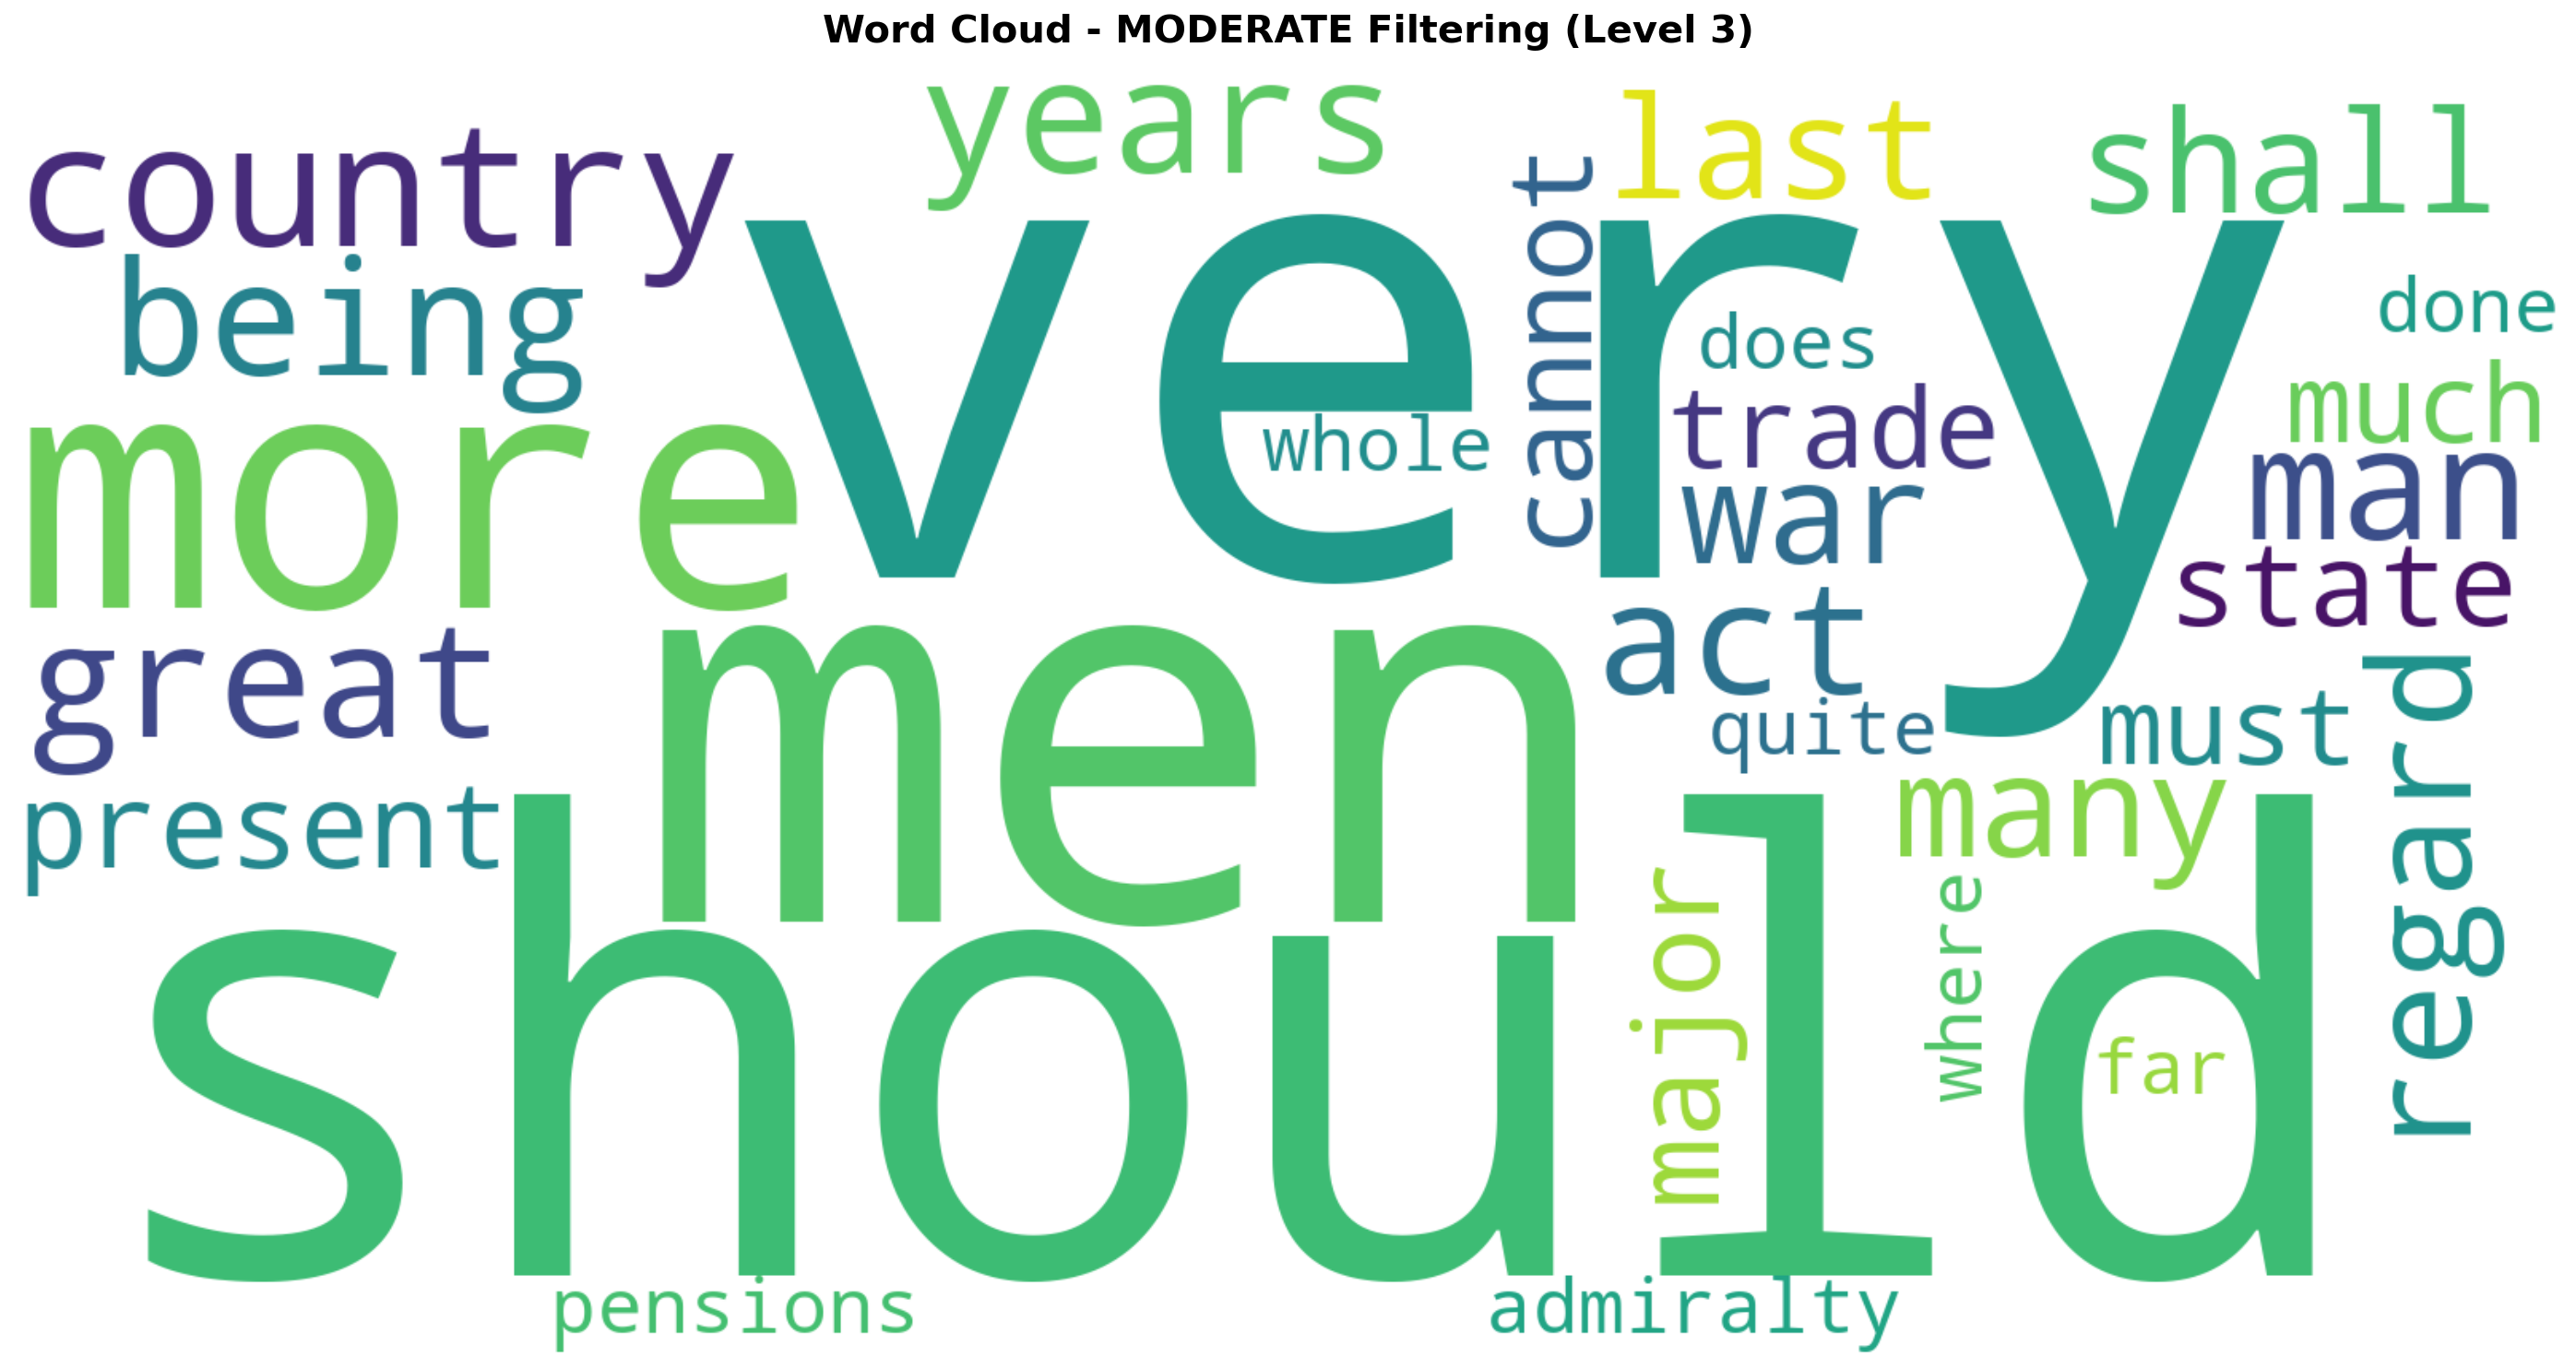 Word Cloud - MODERATE Filtering (Level 3)
years
last
shall
country
cannot
very
being
does
done
more
whole
trade
much
war
man
state
great
men
act
quite
must
regard
present
many
should
major
where
far
pensions
admiralty